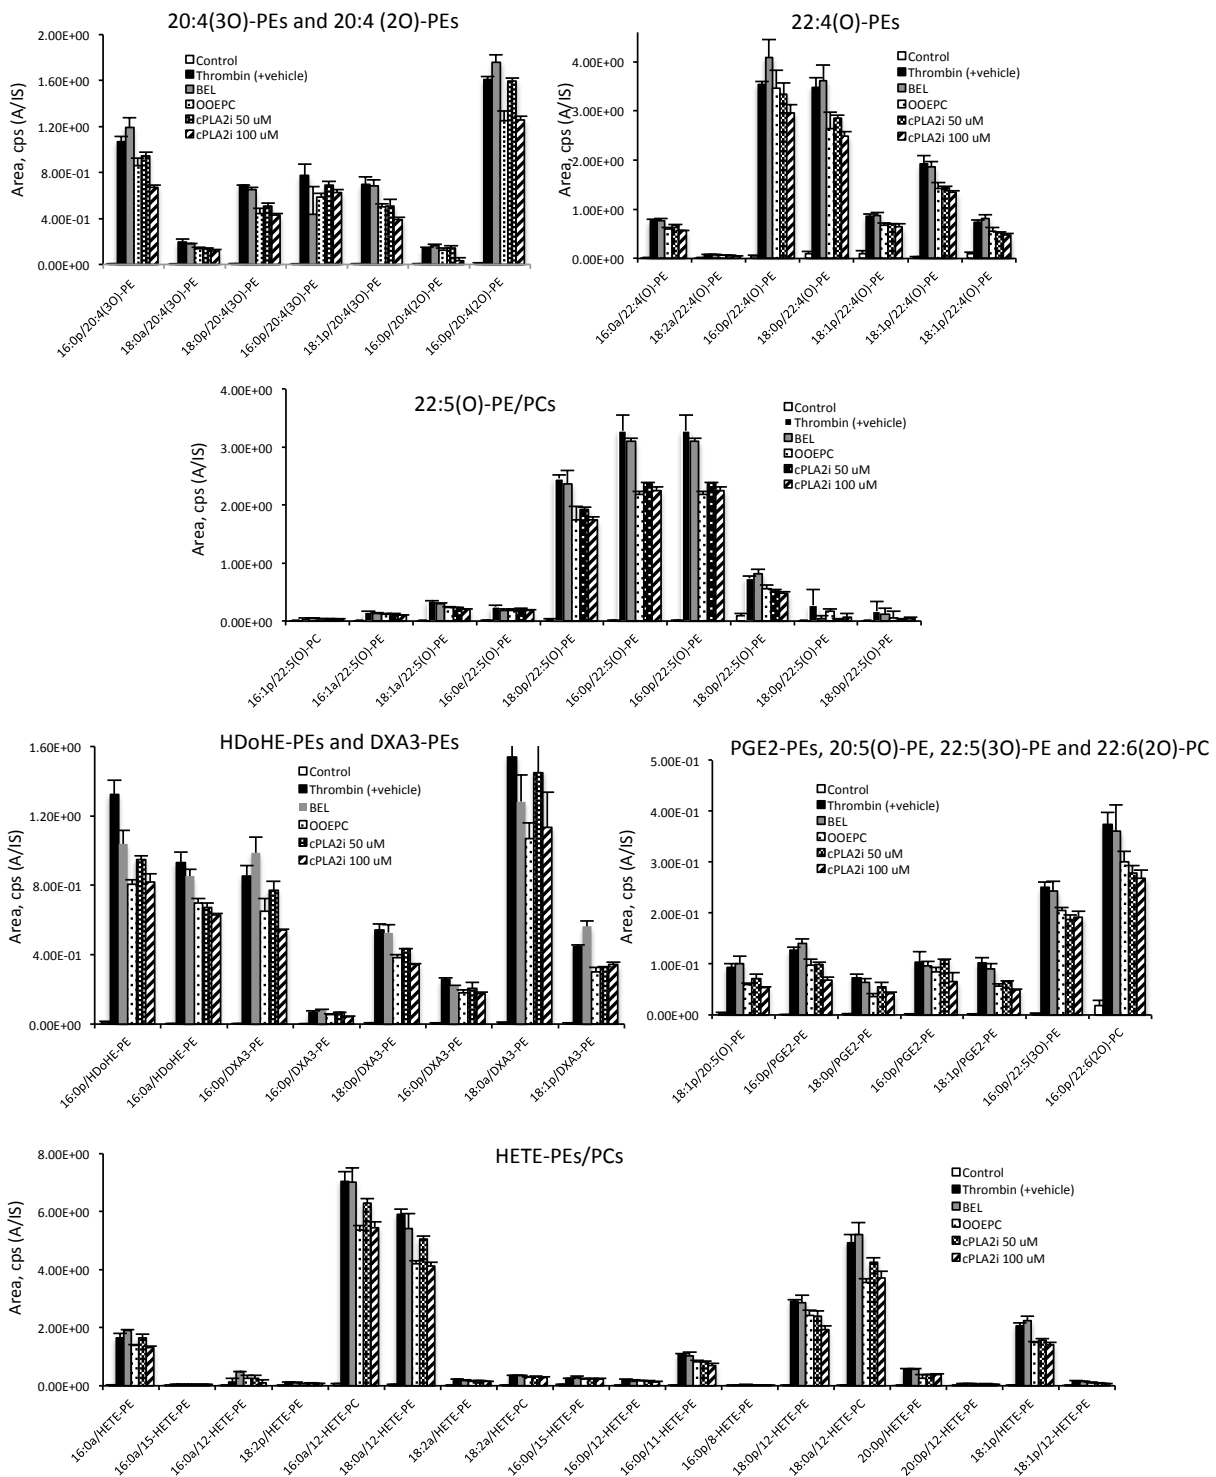 20:4(3O)-PEs and 20:4 (2O)-PEs
Area, cps (A/IS)
2.00E+00
1.60E+00
1.20E+00
8.00E-01
4.00E-01
0.00E+00
Control
Thrombin (+vehicle)
BEL
OOEPC
cPLA2i 50 uM
cPLA2i 100 uM
16:0p/20:4(3O)-PE
18:0a/20:4(3O)-PE
18:0p/20:4(3O)-PE
16:0p/20:4(3O)-PE
18:1p/20:4(3O)-PE
16:0p/20:4(2O)-PE
16:0p/20:4(2O)-PE
22:4(O)-PEs
Area, cps (A/IS)
4.00E+00
3.00E+00
2.00E+00
1.00E+00
0.00E+00
Control
Thrombin (+vehicle)
BEL
OOEPC
cPLA2i 50 uM
cPLA2i 100 uM
16:0a/22:4(O)-PE
18:2a/22:4(O)-PE
16:0p/22:4(O)-PE
18:0p/22:4(O)-PE
18:1p/22:4(O)-PE
18:1p/22:4(O)-PE
18:1p/22:4(O)-PE
22:5(O)-PE/PCs
Area, cps (A/IS)
4.00E+00
3.00E+00
2.00E+00
1.00E+00
0.00E+00
Control
Thrombin (+vehicle)
BEL
OOEPC
cPLA2i 50 uM
cPLA2i 100 uM
16:1p/22:5(O)-PC
16:1a/22:5(O)-PE
18:1a/22:5(O)-PE
16:0e/22:5(O)-PE
18:0p/22:5(O)-PE
16:0p/22:5(O)-PE
16:0p/22:5(O)-PE
18:0p/22:5(O)-PE
18:0p/22:5(O)-PE
18:0p/22:5(O)-PE
HDoHE-PEs and DXA3-PEs
Area, cps (A/IS)
1.60E+00
1.20E+00
8.00E-01
4.00E-01
0.00E+00
Control
Thrombin (+vehicle)
BEL
OOEPC
cPLA2i 50 uM
cPLA2i 100 uM
16:0p/HDoHE-PE
16:0a/HDoHE-PE
16:0p/DXA3-PE
16:0p/DXA3-PE
18:0p/DXA3-PE
16:0p/DXA3-PE
18:0a/DXA3-PE
18:1p/DXA3-PE
PGE2-PEs, 20:5(O)-PE, 22:5(3O)-PE and 22:6(2O)-PC
Area, cps (A/IS)
5.00E-01
4.00E-01
3.00E-01
2.00E-01
1.00E-01
0.00E+00
Control
Thrombin (+vehicle)
BEL
OOEPC
cPLA2i 50 uM
cPLA2i 100 uM
18:1p/20:5(O)-PE
16:0p/PGE2-PE
18:0p/PGE2-PE
16:0p/PGE2-PE
18:1p/PGE2-PE
16:0p/22:5(3O)-PE
16:0p/22:6(2O)-PC
HETE-PEs/PCs
Area, cps (A/IS)
8.00E+00
6.00E+00
4.00E+00
2.00E+00
0.00E+00
Control
Thrombin (+vehicle)
BEL
OOEPC
cPLA2i 50 uM
cPLA2i 100 uM
16:0a/HETE-PE
16:0a/15-HETE-PE
16:0a/12-HETE-PE
18:2p/HETE-PE
16:0a/12-HETE-PC
18:0a/12-HETE-PE
18:2a/HETE-PE
18:2a/HETE-PC
16:0p/15-HETE-PE
16:0p/12-HETE-PE
16:0p/11-HETE-PE
16:0p/8-HETE-PE
18:0p/12-HETE-PE
18:0a/12-HETE-PC
20:0p/HETE-PE
20:0p/12-HETE-PE
18:1p/HETE-PE
18:1p/12-HETE-PE